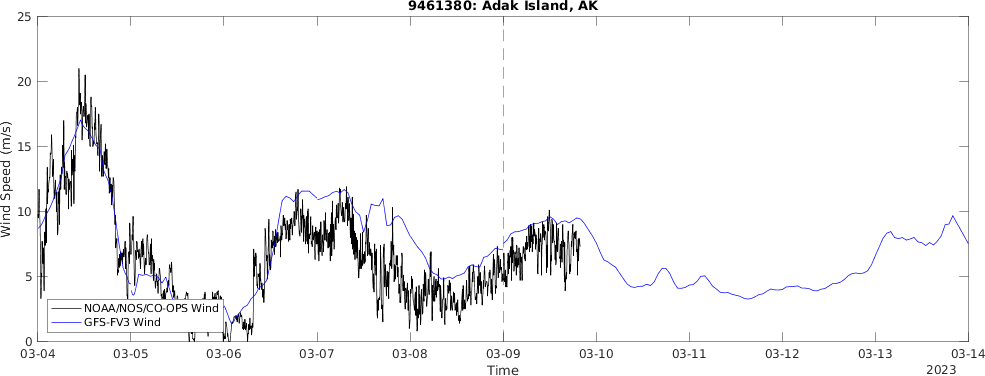 9461380: Adak Island, AK
Wind Speed (m/s)
25
20
15
10
5
0
NOAA/NOS/CO-OPS Wind
GFS-FV3 Wind
03-04 03-05 03-06 03-07 03-08 03-09 03-10 03-11 03-12 03-13 03-14
Time
2023